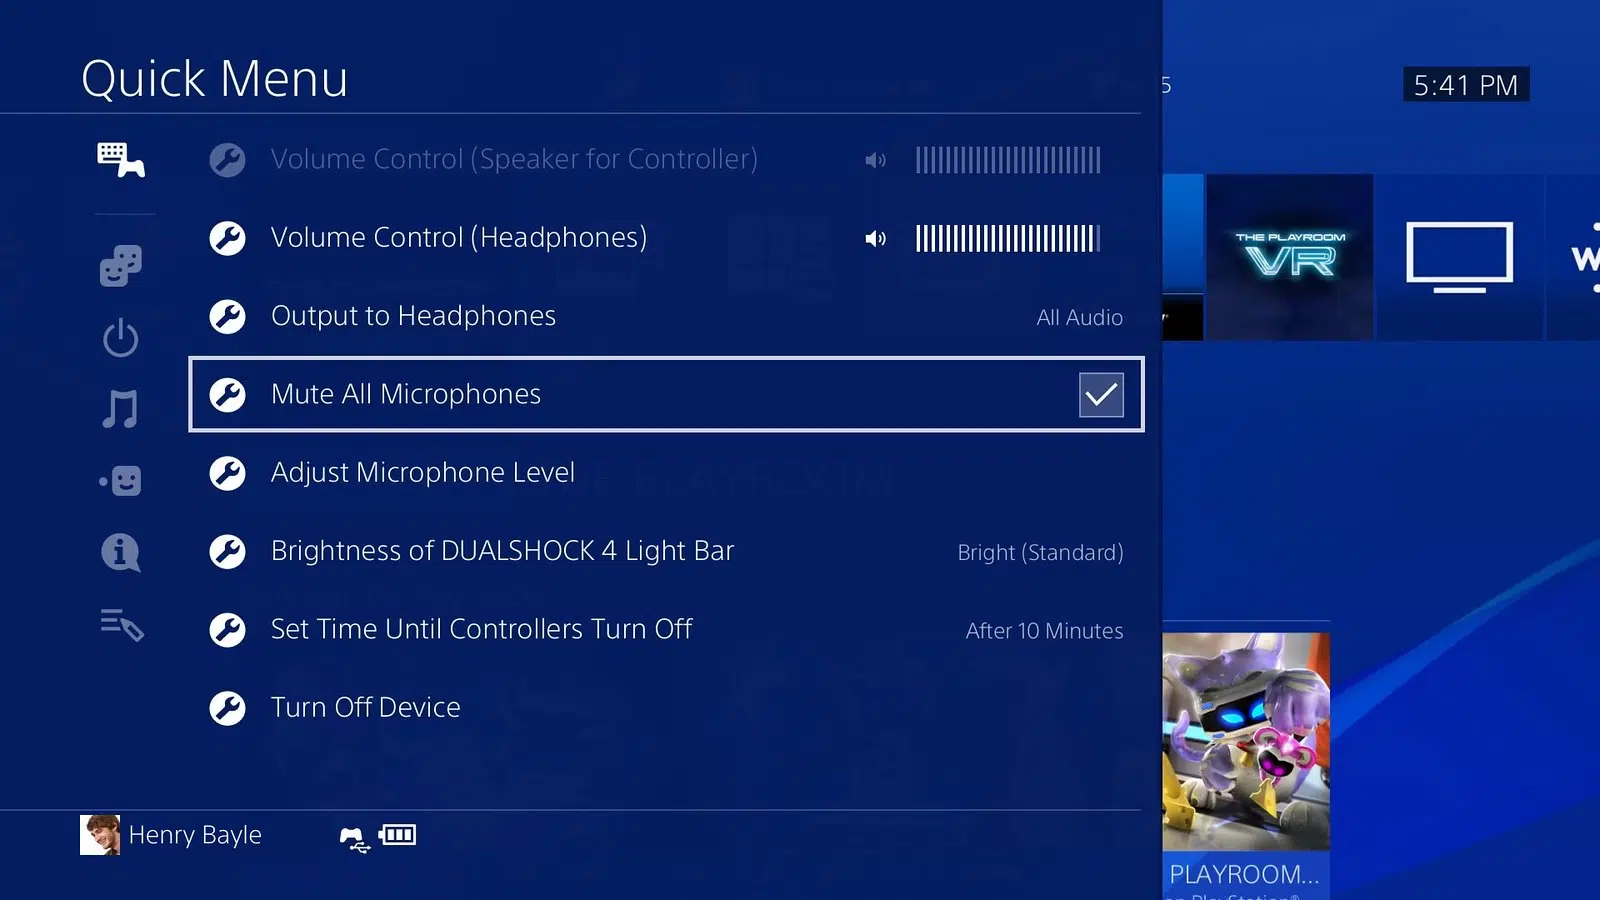 Quick Menu
5
5:41 PM
Volume Control (Speaker for Controller)
Volume Control (Headphones)
THE PLAYROOM
VR
Output to Headphones
All Audio
Mute All Microphones
Adjust Microphone Level
Brightness of DUALSHOCK 4 Light Bar
Bright (Standard)
Set Time Until Controllers Turn Off
After 10 Minutes
Turn Off Device
Henry Bayle
PLAYROOM...